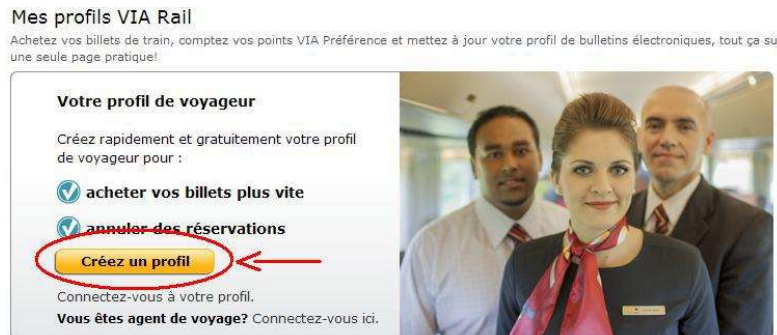 Mes profils VIA Rail
Achetez vos billets de train, comptez vos points VIA Préférence et mettez à jour votre profil de bulletins électroniques, tout ça su
une seule page pratique!
Votre profil de voyageur
Créez rapidement et gratuitement votre profil
de voyageur pour :
acheter vos billets plus vite
annuler des réservations
Créez un profil
Connectez-vous à votre profil.
Vous êtes agent de voyage? Connectez-vous ici.